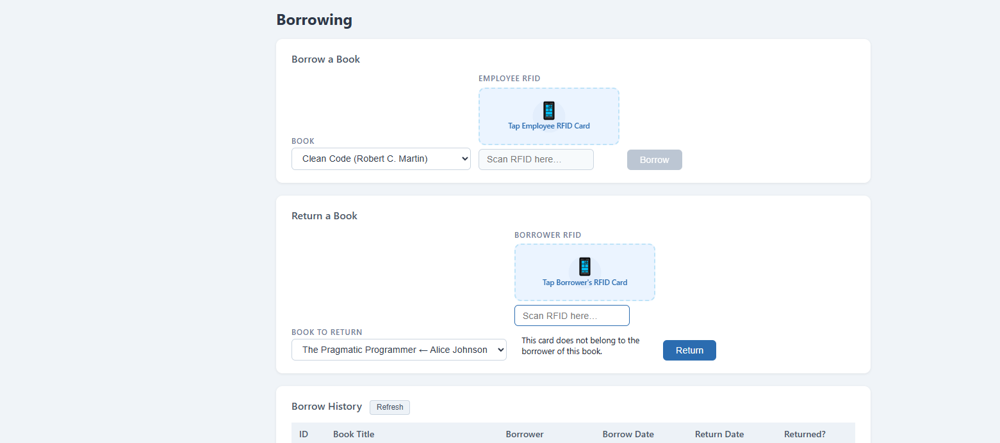 Borrowing
Borrow a Book
EMPLOYEE RFID
Tap Employee RFID Card
BOOK
Clean Code (Robert C. Martin)
Scan RFID here...
Borrow
Return a Book
BORROWER RFID
Tap Borrower's RFID Card
Scan RFID here...
BOOK TO RETURN
The Pragmatic Programmer ← Alice Johnson
This card does not belong to the
borrower of this book.
Return
Borrow History
Refresh
ID Book Title Borrower Borrow Date Return Date Returned?